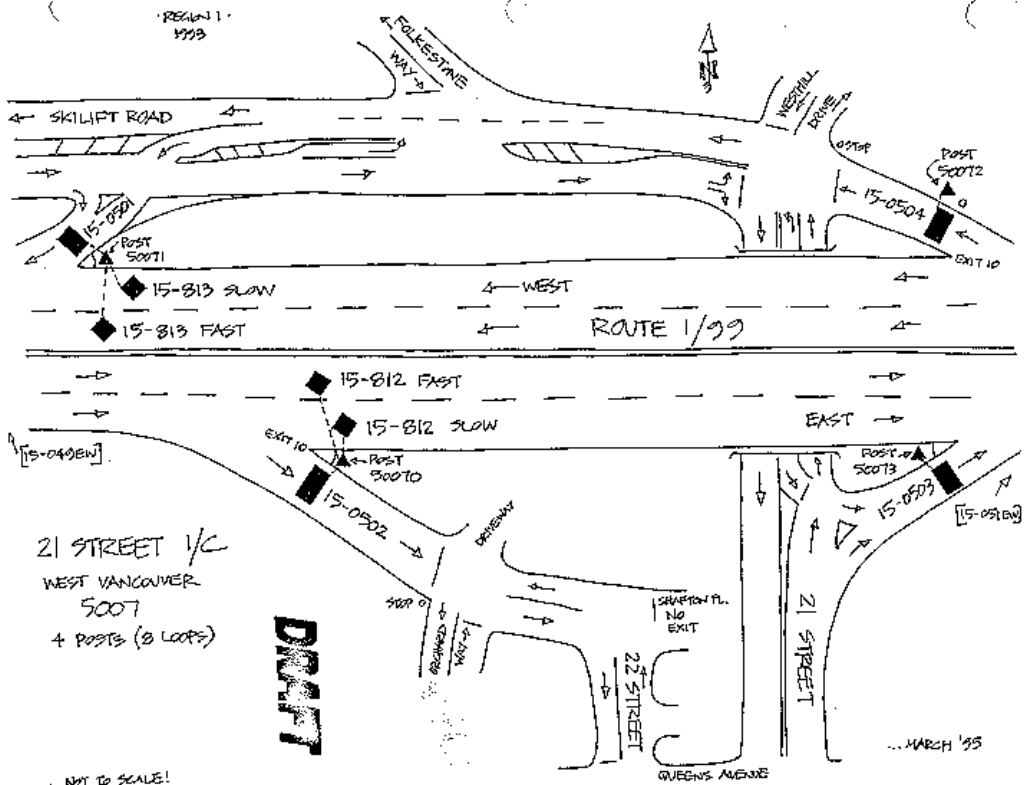 REGION 1
1993
FOLKESTONE
WAY
N
WESTHILL
DRIVE
SKILIFT ROAD
STOP
POST
50072
15-0501
15-0504
POST
50071
EXIT 10
15-813 SLOW
WEST
15-813 FAST
ROUTE 1/99
15-812 FAST
15-812 SLOW
EAST
EXIT 10
[15-049EW]
POST
50070
POST
50073
15-0502
15-0503
[15-051EW]
DRIVEWAY
21 STREET I/C
WEST VANCOUVER
5007
4 POSTS (8 LOOPS)
STOP
ORCHARD
WAY
SHAFTON PL.
NO
EXIT
22 STREET
21 STREET
DRAFT
QUEENS AVENUE
...MARCH '95
NOT TO SCALE!